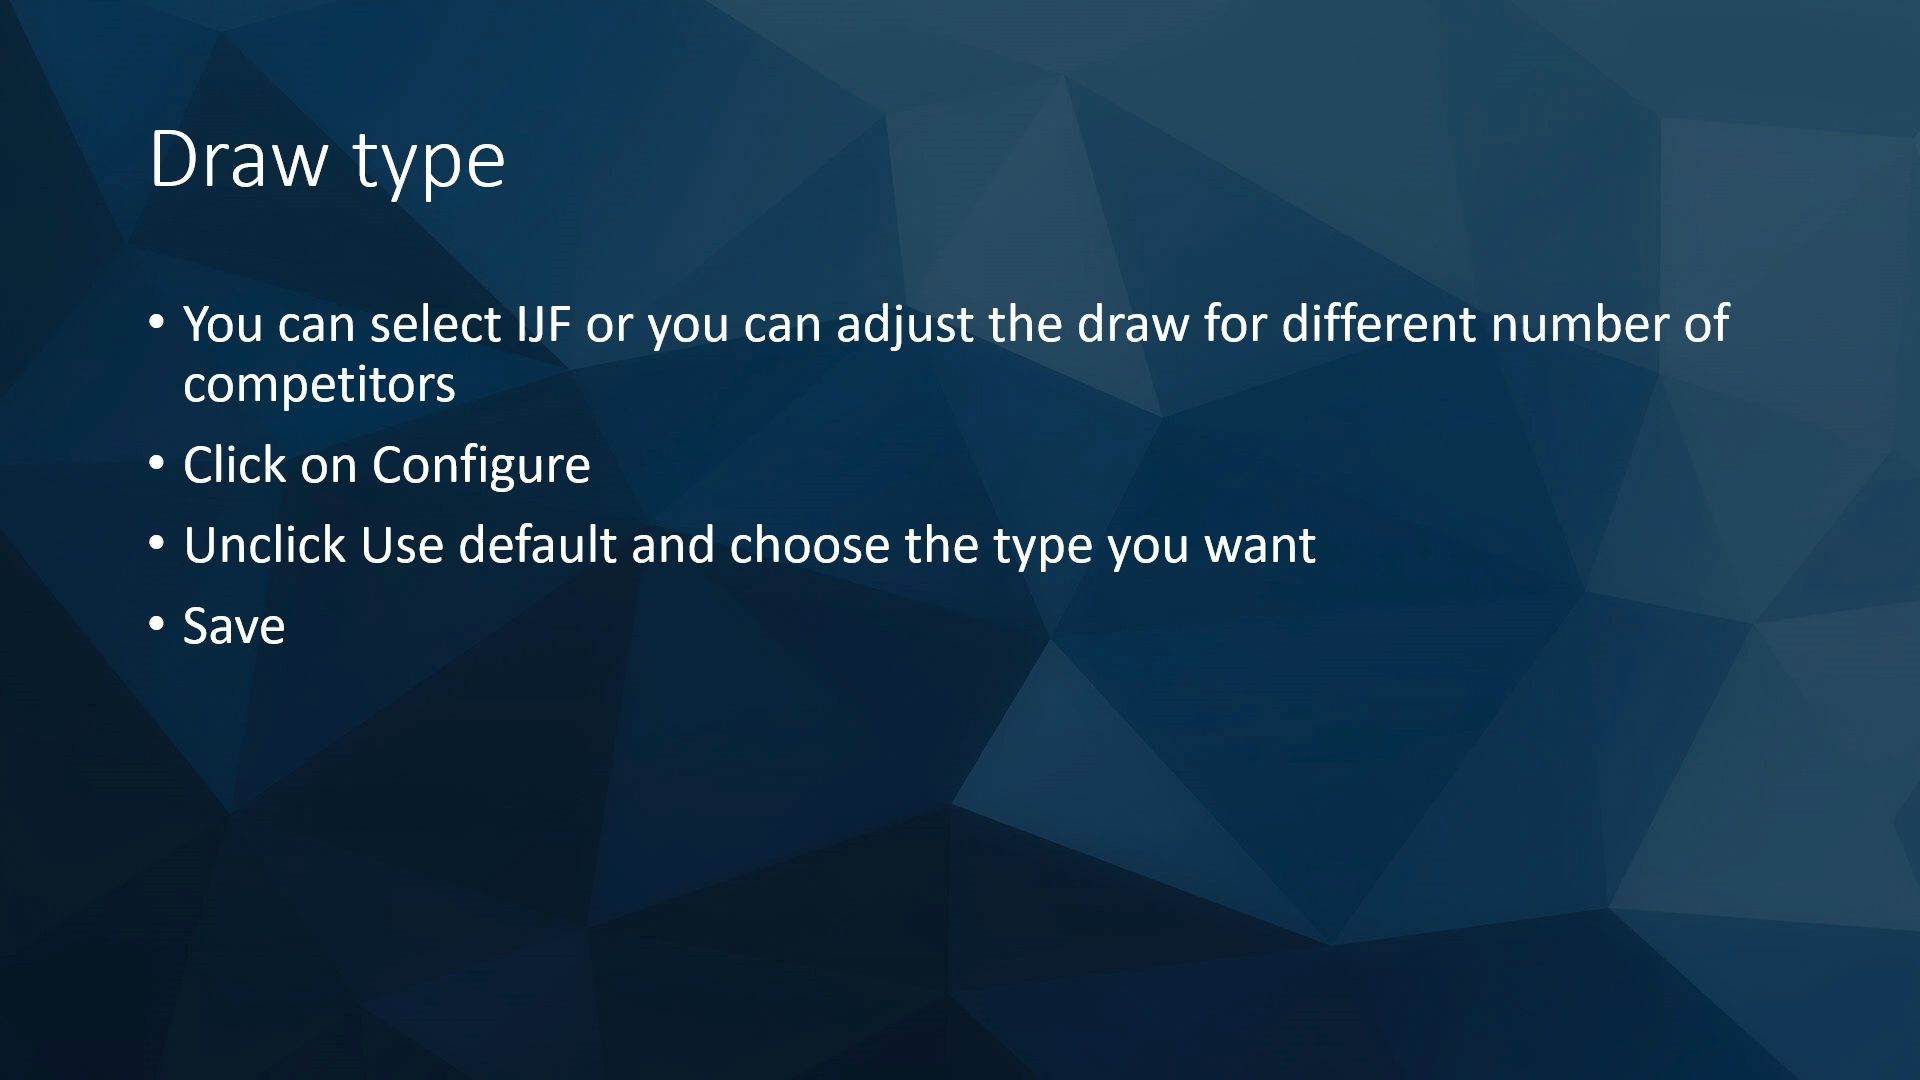 Draw type
• You can select IJF or you can adjust the draw for different number of
competitors
• Click on Configure
• Unclick Use default and choose the type you want
• Save